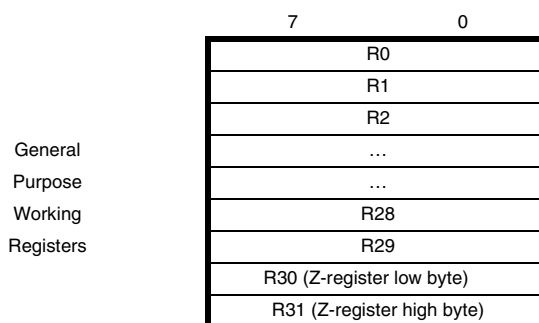 7 0
R0
R1
R2
General …
Purpose …
Working R28
Registers R29
R30 (Z-register low byte)
R31 (Z-register high byte)